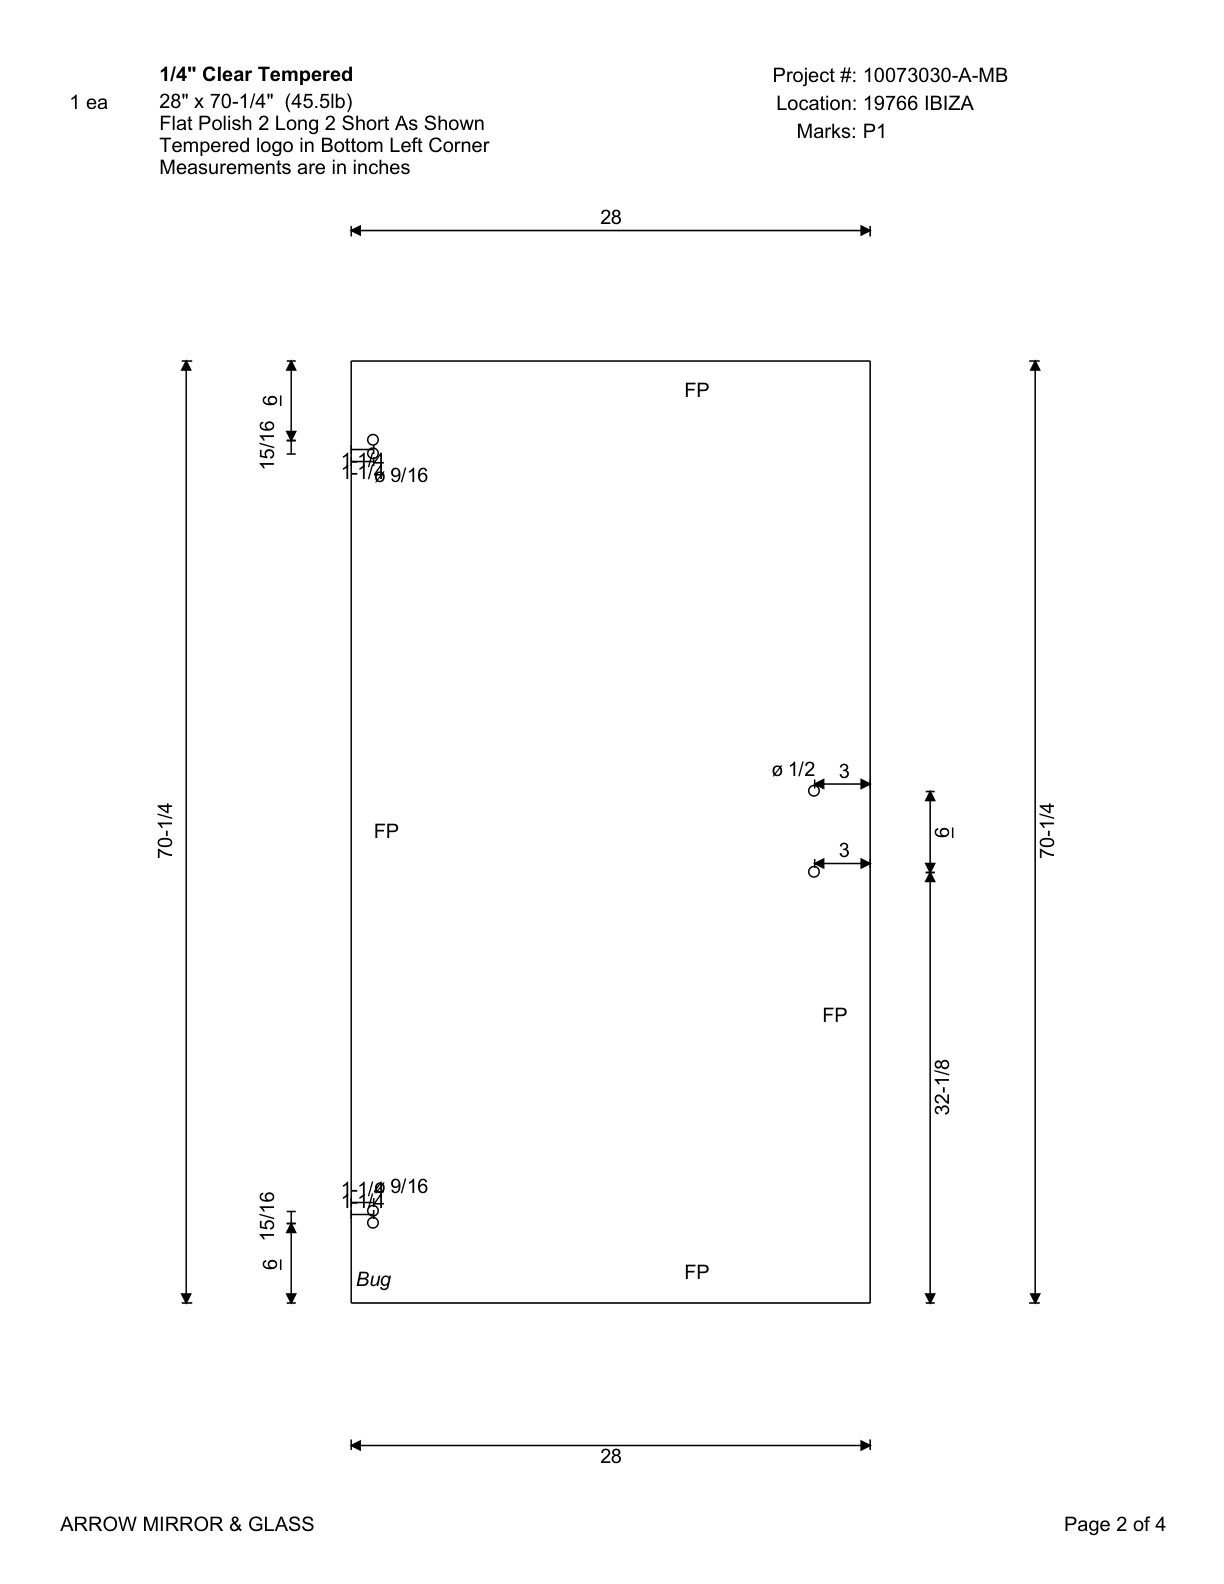 1/4" Clear Tempered
1 ea
28" x 70-1/4" (45.5lb)
Flat Polish 2 Long 2 Short As Shown
Tempered logo in Bottom Left Corner
Measurements are in inches
Project #: 10073030-A-MB
Location: 19766 IBIZA
Marks: P1
28
6
15/16
FP
1-1/4
1-1/4
ø 9/16
70-1/4
FP
ø 1/2
3
3
6
70-1/4
FP
32-1/8
1-1/4
1-1/4
ø 9/16
15/16
6
Bug
FP
28
ARROW MIRROR & GLASS
Page 2 of 4